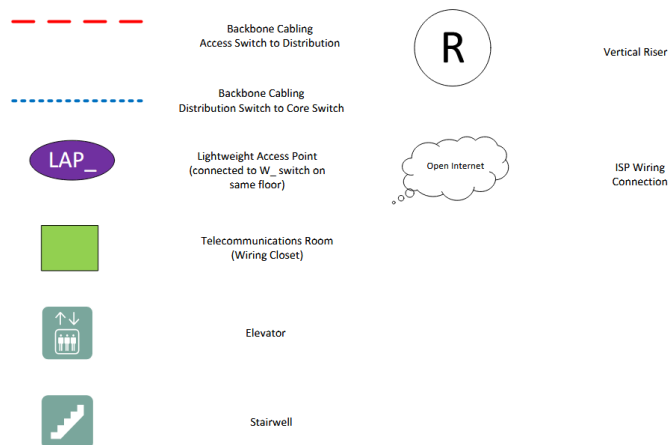 Backbone Cabling
Access Switch to Distribution
R
Vertical Riser
Backbone Cabling
Distribution Switch to Core Switch
LAP_
Lightweight Access Point
(connected to W_ switch on
same floor)
Open Internet
ISP Wiring
Connection
Telecommunications Room
(Wiring Closet)
Elevator
Stairwell